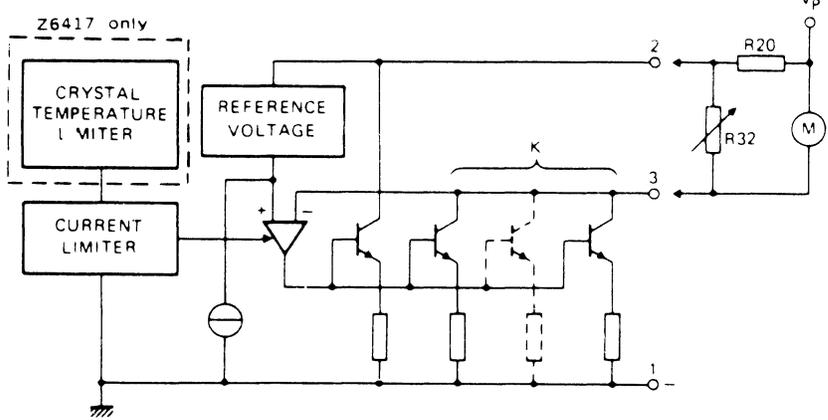 Z6417 only
CRYSTAL
TEMPERATURE
L MITER
REFERENCE
VOLTAGE
CURRENT
LIMITER
+
−
K
2
3
1
−
R20
R32
M
Vp